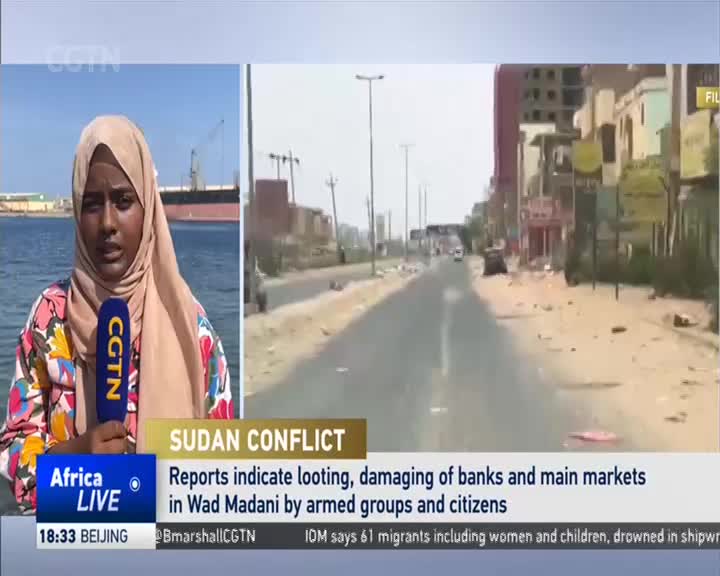 CGTN
FIL
CGTN
SUDAN CONFLICT
Reports indicate looting, damaging of banks and main markets
in Wad Madani by armed groups and citizens
Africa
LIVE
18:33 BEIJING
@BmarshallCGTN IOM says 61 migrants including women and children, drowned in shipwr